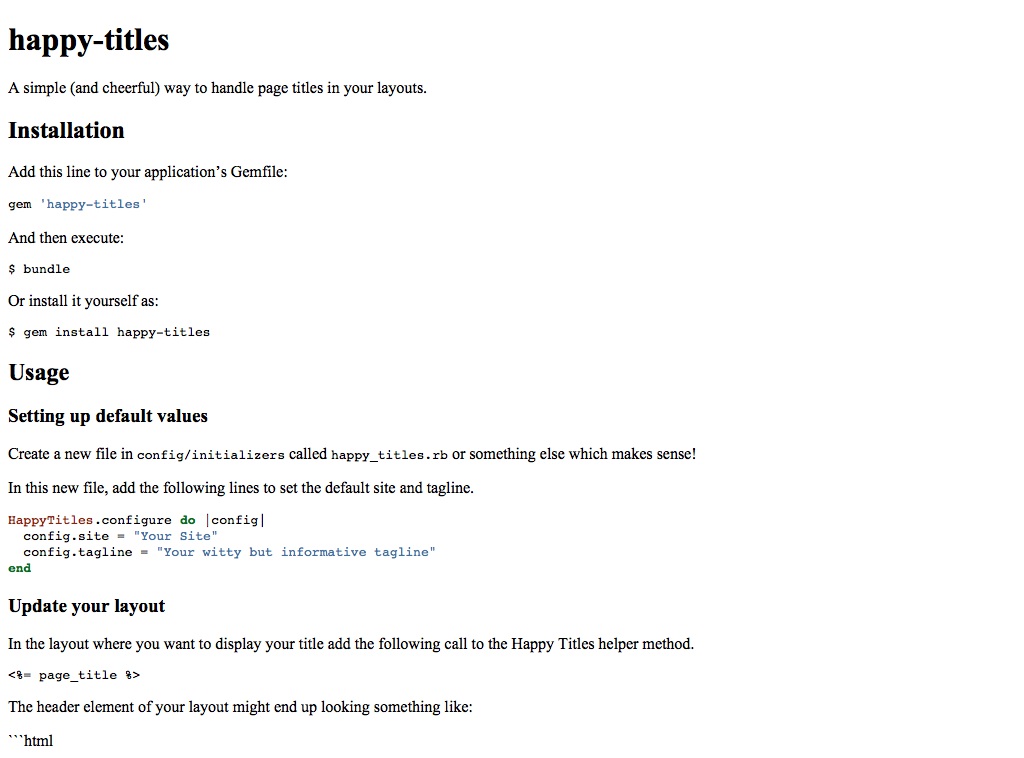 happy-titles
A simple (and cheerful) way to handle page titles in your layouts.
Installation
Add this line to your application’s Gemfile:
gem 'happy-titles'
And then execute:
$ bundle
Or install it yourself as:
$ gem install happy-titles
Usage
Setting up default values
Create a new file in config/initializers called happy_titles.rb or something else which makes sense!
In this new file, add the following lines to set the default site and tagline.
HappyTitles.configure do |config|
  config.site = "Your Site"
  config.tagline = "Your witty but informative tagline"
end
Update your layout
In the layout where you want to display your title add the following call to the Happy Titles helper method.
<%= page_title %>
The header element of your layout might end up looking something like:
```html